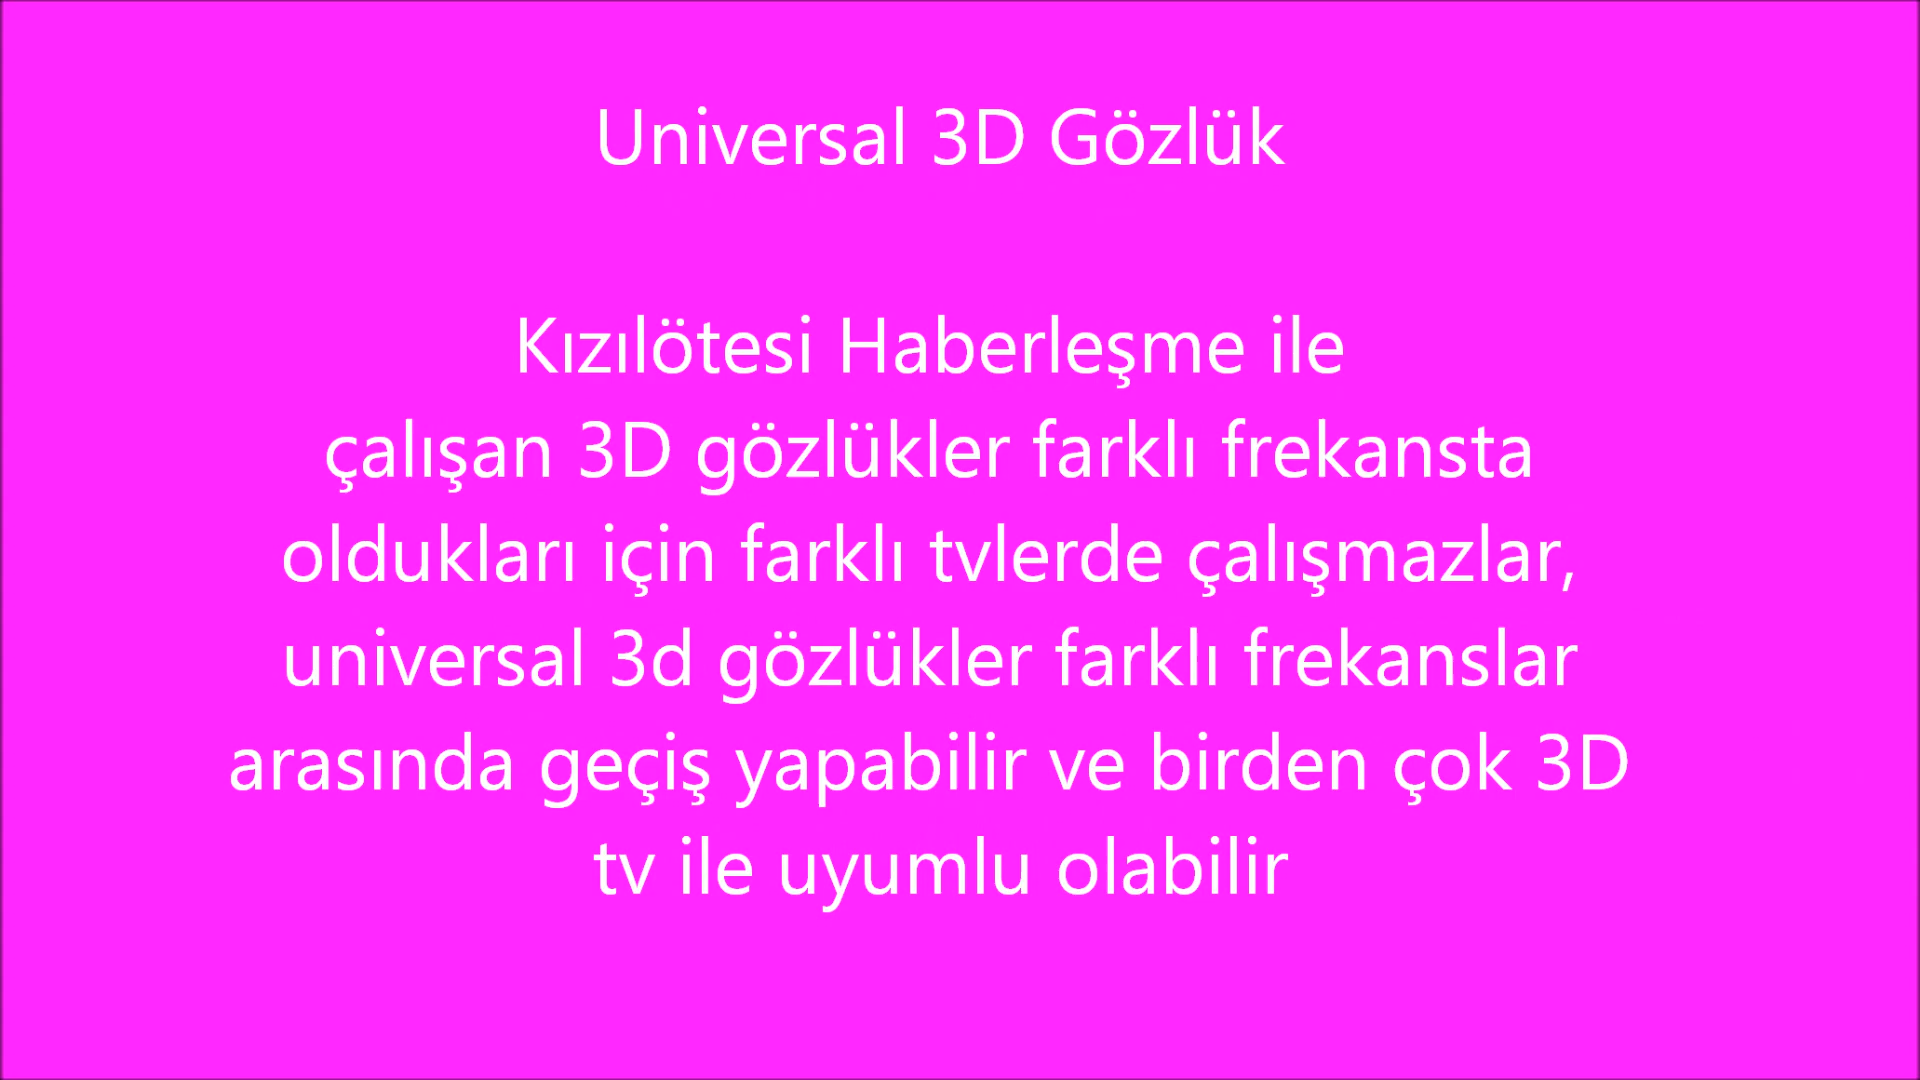 Universal 3D Gözlük
Kızılötesi Haberleşme ile
çalışan 3D gözlükler farklı frekansta
oldukları için farklı tvlerde çalışmazlar,
universal 3d gözlükler farklı frekanslar
arasında geçiş yapabilir ve birden çok 3D
tv ile uyumlu olabilir